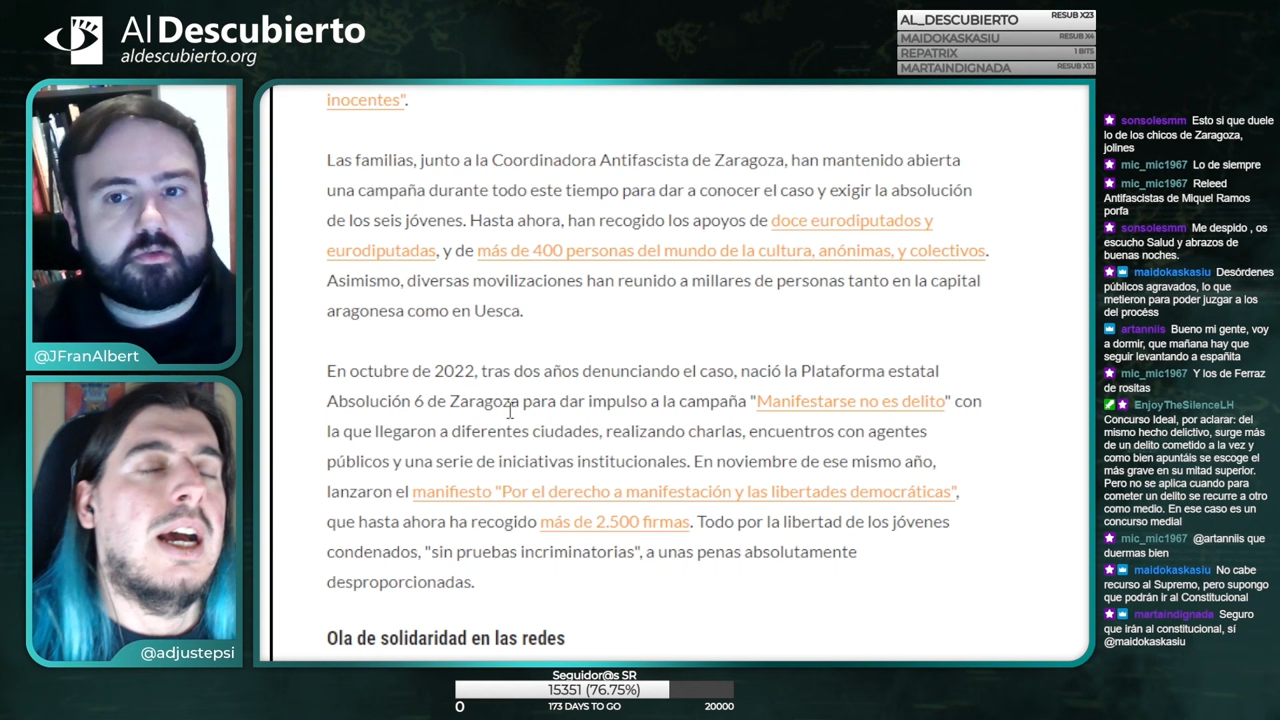 Al Descubierto
aldescubierto.org
AL_DESCUBIERTO RESUB X23
MAIDOKASKASIU RESUB X4
REPATRIX 1 BITS
MARTAINDIGNADA RESUB X13
@JFranAlbert
@adjustepsi
inocentes".
Las familias, junto a la Coordinadora Antifascista de Zaragoza, han mantenido abierta
una campaña durante todo este tiempo para dar a conocer el caso y exigir la absolución
de los seis jóvenes. Hasta ahora, han recogido los apoyos de doce eurodiputados y
eurodiputadas, y de más de 400 personas del mundo de la cultura, anónimas, y colectivos.
Asimismo, diversas movilizaciones han reunido a millares de personas tanto en la capital
aragonesa como en Uesca.
En octubre de 2022, tras dos años denunciando el caso, nació la Plataforma estatal
Absolución 6 de Zaragoza para dar impulso a la campaña "Manifestarse no es delito" con
la que llegaron a diferentes ciudades, realizando charlas, encuentros con agentes
públicos y una serie de iniciativas institucionales. En noviembre de ese mismo año,
lanzaron el manifiesto "Por el derecho a manifestación y las libertades democráticas",
que hasta ahora ha recogido más de 2.500 firmas. Todo por la libertad de los jóvenes
condenados, "sin pruebas incriminatorias", a unas penas absolutamente
desproporcionadas.
Ola de solidaridad en las redes
sonsolesmm Esto si que duele
lo de los chicos de Zaragoza,
jolines
mic_mic1967 Lo de siempre
mic_mic1967 Releed
Antifascistas de Miquel Ramos
porfa
sonsolesmm Me despido , os
escucho Salud y abrazos de
buenas noches.
maidokaskasiu Desórdenes
públicos agravados, lo que
metieron para poder juzgar a los
del procéss
artanniis Bueno mi gente, voy
a dormir, que mañana hay que
seguir levantando a españita
mic_mic1967 Y los de Ferraz
de rositas
EnjoyTheSilenceLH
Concurso Ideal, por aclarar: del
mismo hecho delictivo, surge más
de un delito cometido a la vez y
como bien apuntáis se escoge el
más grave en su mitad superior.
Pero no se aplica cuando para
cometer un delito se recurre a otro
como medio. En ese caso es un
concurso medial
mic_mic1967 @artanniis que
duermas bien
maidokaskasiu No cabe
recurso al Supremo, pero supongo
que podrán ir al Constitucional
martaindignada Seguro
que irán al constitucional, sí
@maidokaskasiu
Seguidor@s SR
15351 (76.75%)
0 173 DAYS TO GO 20000